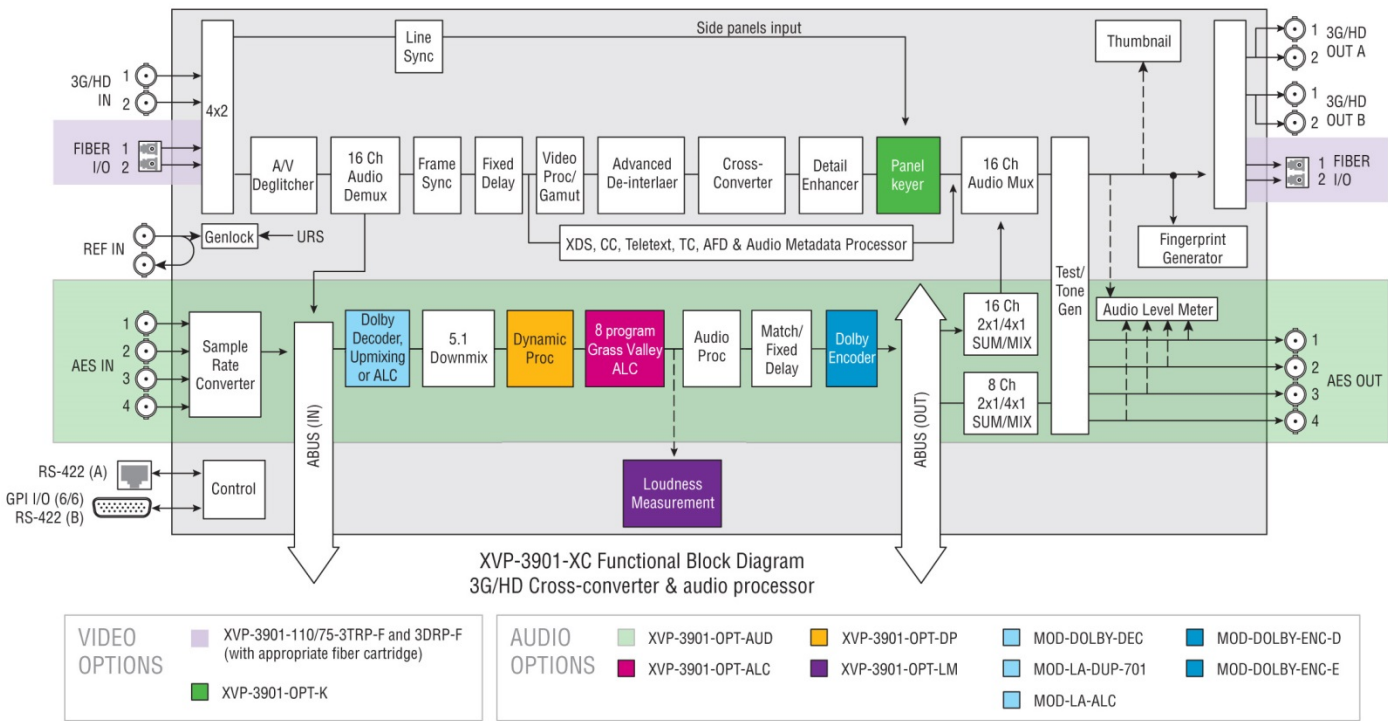 Line
Sync
Side panels input
Thumbnail
1 3G/HD
2 OUT A
3G/HD 1
IN 2
4x2
1 3G/HD
2 OUT B
FIBER 1
I/O 2
A/V
Deglitcher
16 Ch
Audio
Demux
Frame
Sync
Fixed
Delay
Video
Proc/
Gamut
Advanced
De-interlaer
Cross-
Converter
Detail
Enhancer
Panel
keyer
16 Ch
Audio Mux
1 FIBER
2 I/O
REF IN
Genlock
URS
XDS, CC, Teletext, TC, AFD & Audio Metadata Processor
Fingerprint
Generator
Test/
Tone
Gen
AES IN
1
2
3
4
Sample
Rate
Converter
ABUS (IN)
Dolby
Decoder,
Upmixing
or ALC
5.1
Downmix
Dynamic
Proc
8 program
Grass Valley
ALC
Audio
Proc
Match/
Fixed
Delay
Dolby
Encoder
ABUS (OUT)
16 Ch
2x1/4x1
SUM/MIX
8 Ch
2x1/4x1
SUM/MIX
Audio Level Meter
1
2
3
4
AES OUT
RS-422 (A)
GPI I/O (6/6)
RS-422 (B)
Control
Loudness
Measurement
XVP-3901-XC Functional Block Diagram
3G/HD Cross-converter & audio processor
VIDEO
OPTIONS
XVP-3901-110/75-3TRP-F and 3DRP-F
(with appropriate fiber cartridge)
XVP-3901-OPT-K
AUDIO
OPTIONS
XVP-3901-OPT-AUD
XVP-3901-OPT-ALC
XVP-3901-OPT-DP
XVP-3901-OPT-LM
MOD-DOLBY-DEC
MOD-LA-DUP-701
MOD-LA-ALC
MOD-DOLBY-ENC-D
MOD-DOLBY-ENC-E